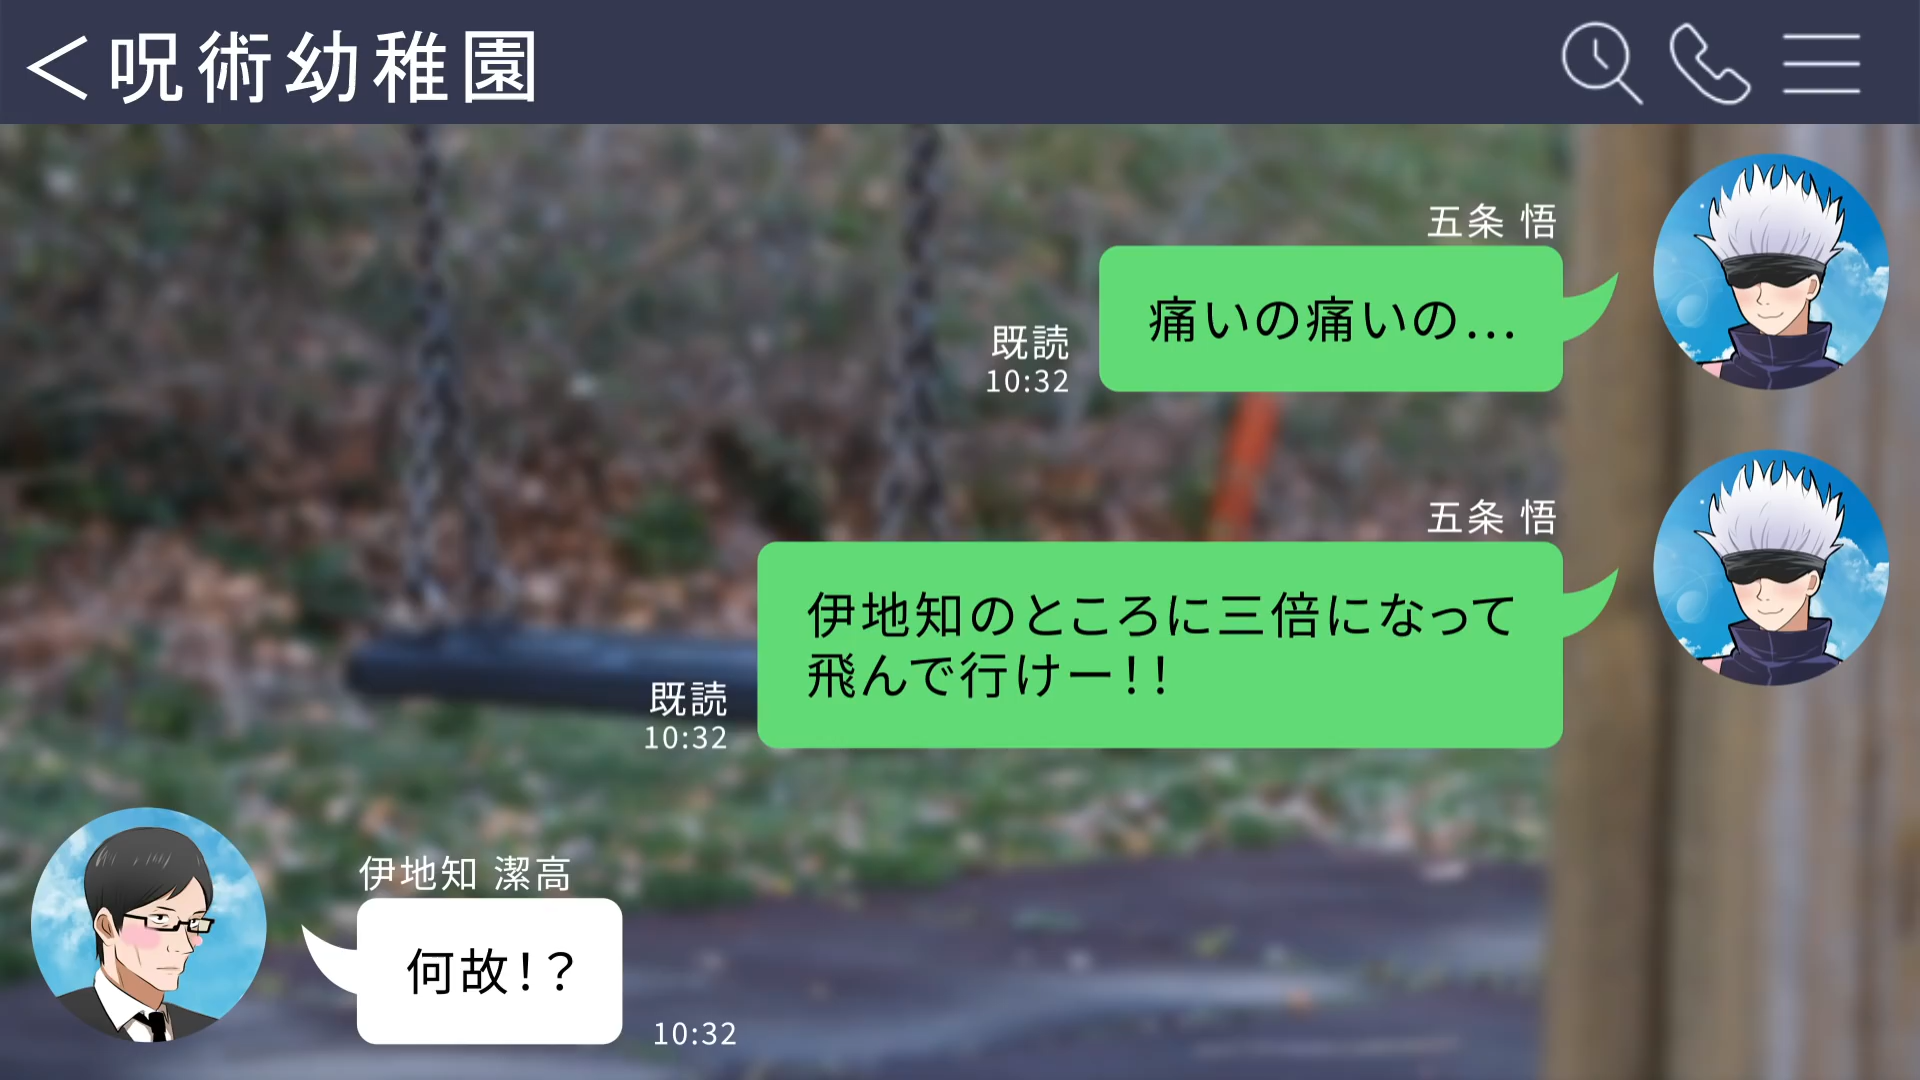 ＜呪術幼稚園
五条 悟
痛いの痛いの...
既読
10:32
五条 悟
伊地知のところに三倍になって
飛んで行けー！！
既読
10:32
伊地知 潔高
何故！？
10:32